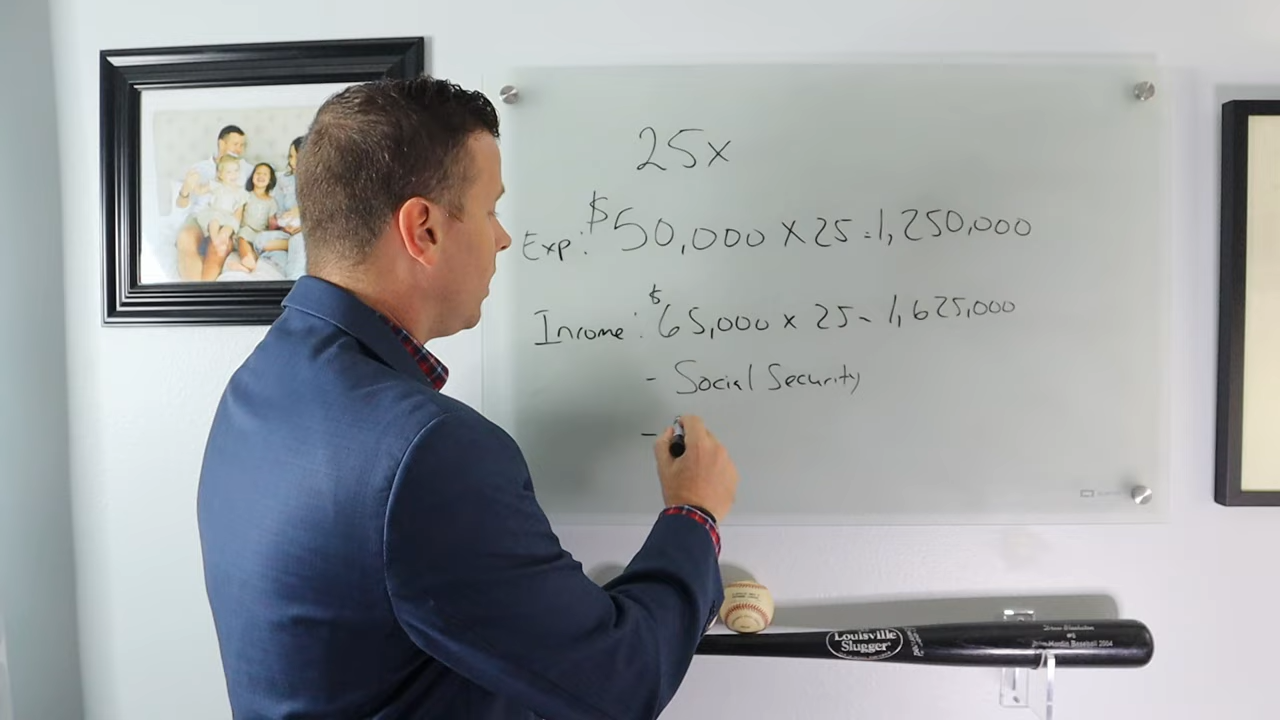 25x
Exp: $50,000 x 25 = 1,250,000
Income: $65,000 x 25 - 1,625,000
- Social Security
-
Louisville
Slugger